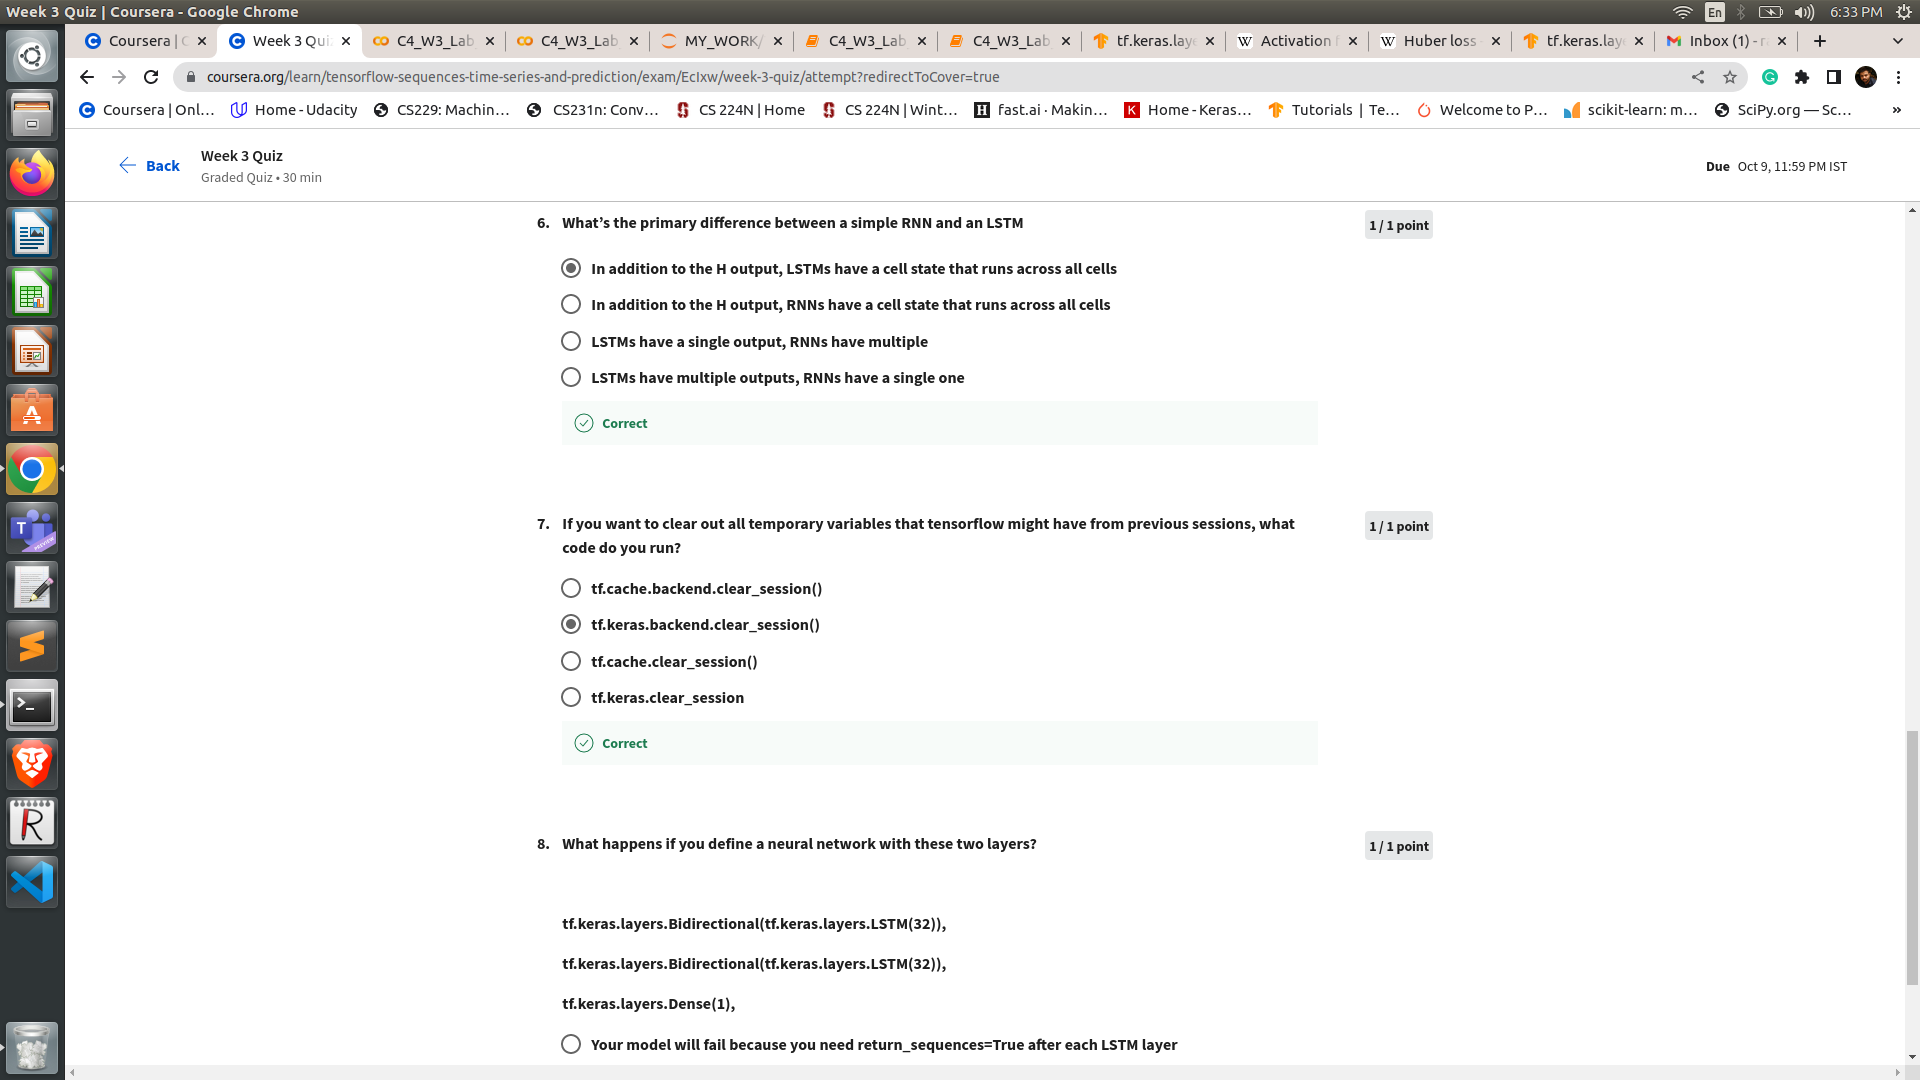 Week 3 Quiz | Coursera - Google Chrome
En
6:33 PM
Coursera | C
Week 3 Qui
C4_W3_Lab
C4_W3_Lab
MY_WORK/
C4_W3_Lab
C4_W3_Lab
tf.keras.laye
Activation f
Huber loss -
tf.keras.lay
Inbox (1) - r
coursera.org/learn/tensorflow-sequences-time-series-and-prediction/exam/EcIxw/week-3-quiz/attempt?redirectToCover=true
Coursera | Onl...
Home - Udacity
CS229: Machin...
CS231n: Conv...
CS 224N | Home
CS 224N | Wint...
fast.ai · Makin...
Home - Keras...
Tutorials | Te...
Welcome to P...
scikit-learn: m...
SciPy.org — Sc...
»
Back
Week 3 Quiz
Graded Quiz • 30 min
Due Oct 9, 11:59 PM IST
6. What’s the primary difference between a simple RNN and an LSTM
1 / 1 point
In addition to the H output, LSTMs have a cell state that runs across all cells
In addition to the H output, RNNs have a cell state that runs across all cells
LSTMs have a single output, RNNs have multiple
LSTMs have multiple outputs, RNNs have a single one
Correct
7. If you want to clear out all temporary variables that tensorflow might have from previous sessions, what
code do you run?
1 / 1 point
tf.cache.backend.clear_session()
tf.keras.backend.clear_session()
tf.cache.clear_session()
tf.keras.clear_session
Correct
8. What happens if you define a neural network with these two layers?
1 / 1 point
tf.keras.layers.Bidirectional(tf.keras.layers.LSTM(32)),
tf.keras.layers.Bidirectional(tf.keras.layers.LSTM(32)),
tf.keras.layers.Dense(1),
Your model will fail because you need return_sequences=True after each LSTM layer